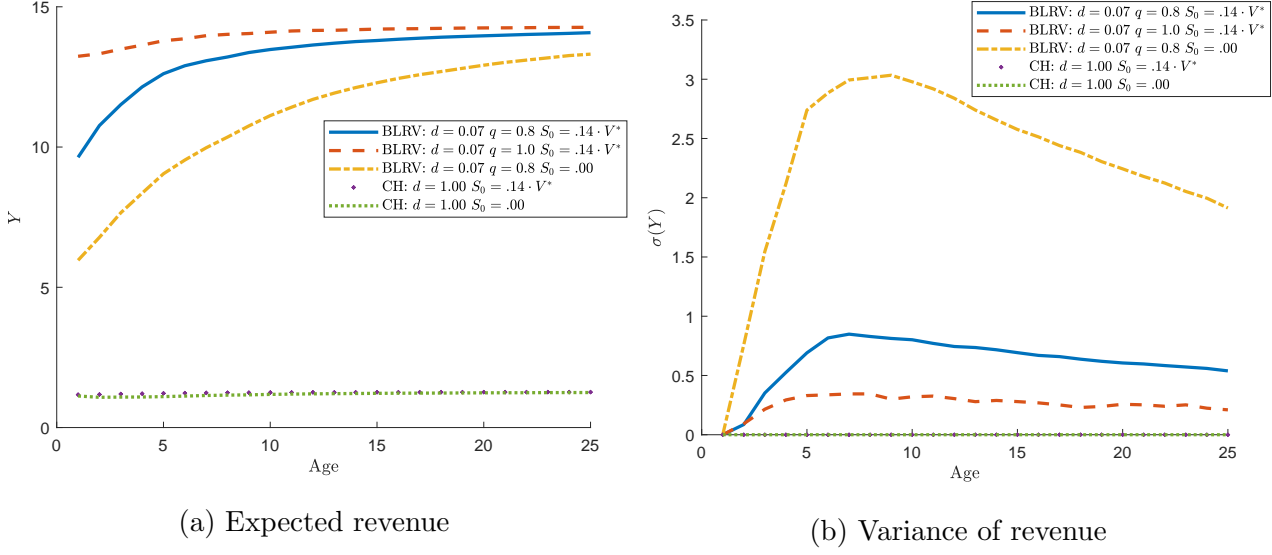 15
10
5
0
0
5
10
15
20
25
Y
Age
BLRV: d = 0.07 q = 0.8 S₀ = .14 · V*
BLRV: d = 0.07 q = 1.0 S₀ = .14 · V*
BLRV: d = 0.07 q = 0.8 S₀ = .00
CH: d = 1.00 S₀ = .14 · V*
CH: d = 1.00 S₀ = .00
(a) Expected revenue
3.5
3
2.5
2
1.5
1
0.5
0
0
5
10
15
20
25
σ(Y)
Age
BLRV: d = 0.07 q = 0.8 S₀ = .14 · V*
BLRV: d = 0.07 q = 1.0 S₀ = .14 · V*
BLRV: d = 0.07 q = 0.8 S₀ = .00
CH: d = 1.00 S₀ = .14 · V*
CH: d = 1.00 S₀ = .00
(b) Variance of revenue